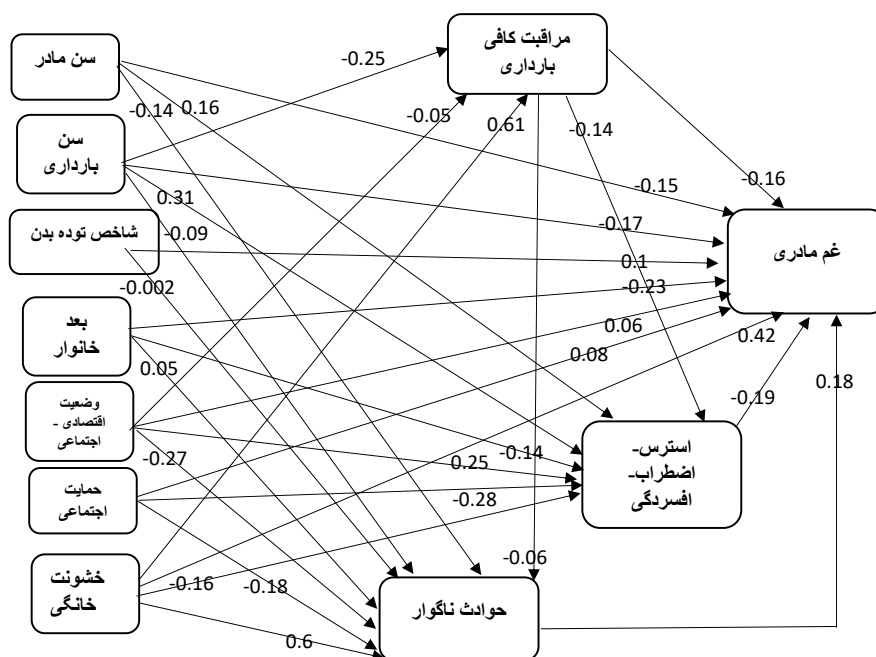 مراقبت کافی
بارداری
سن مادر
-0.25
0.16
-0.14
-0.05
0.61
-0.14
سن
بارداری
-0.16
-0.15
0.31
شاخص توده بدن
-0.09
-0.17
غم مادری
0.1
-0.002
-0.23
بعد
خانوار
0.06
0.42
0.08
0.05
0.18
وضعیت
اقتصادی -
اجتماعی
-0.19
استرس-
اضطراب-
افسردگی
-0.27
0.25
-0.14
حمایت
اجتماعی
-0.28
خشونت
خانگی
-0.16
-0.18
-0.06
حوادث ناگوار
0.6